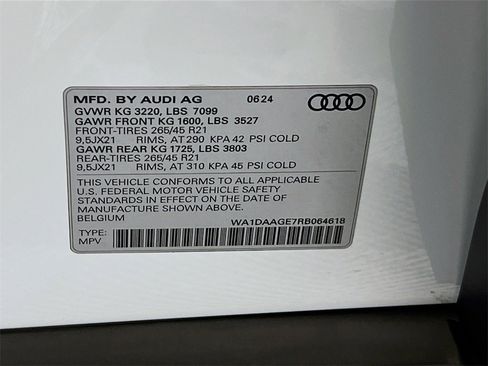 MFD. BY AUDI AG 06 24
GVWR KG 3220, LBS 7099
GAWR FRONT KG 1600, LBS 3527
FRONT-TIRES 265/45 R21
9,5JX21 RIMS, AT 290 KPA 42 PSI COLD
GAWR REAR KG 1725, LBS 3803
REAR-TIRES 265/45 R21
9,5JX21 RIMS, AT 310 KPA 45 PSI COLD
THIS VEHICLE CONFORMS TO ALL APPLICABLE
U.S. FEDERAL MOTOR VEHICLE SAFETY
STANDARDS IN EFFECT ON THE DATE OF
MANUFACTURE SHOWN ABOVE.
BELGIUM WA1DAAGE7RB064618
TYPE:
MPV